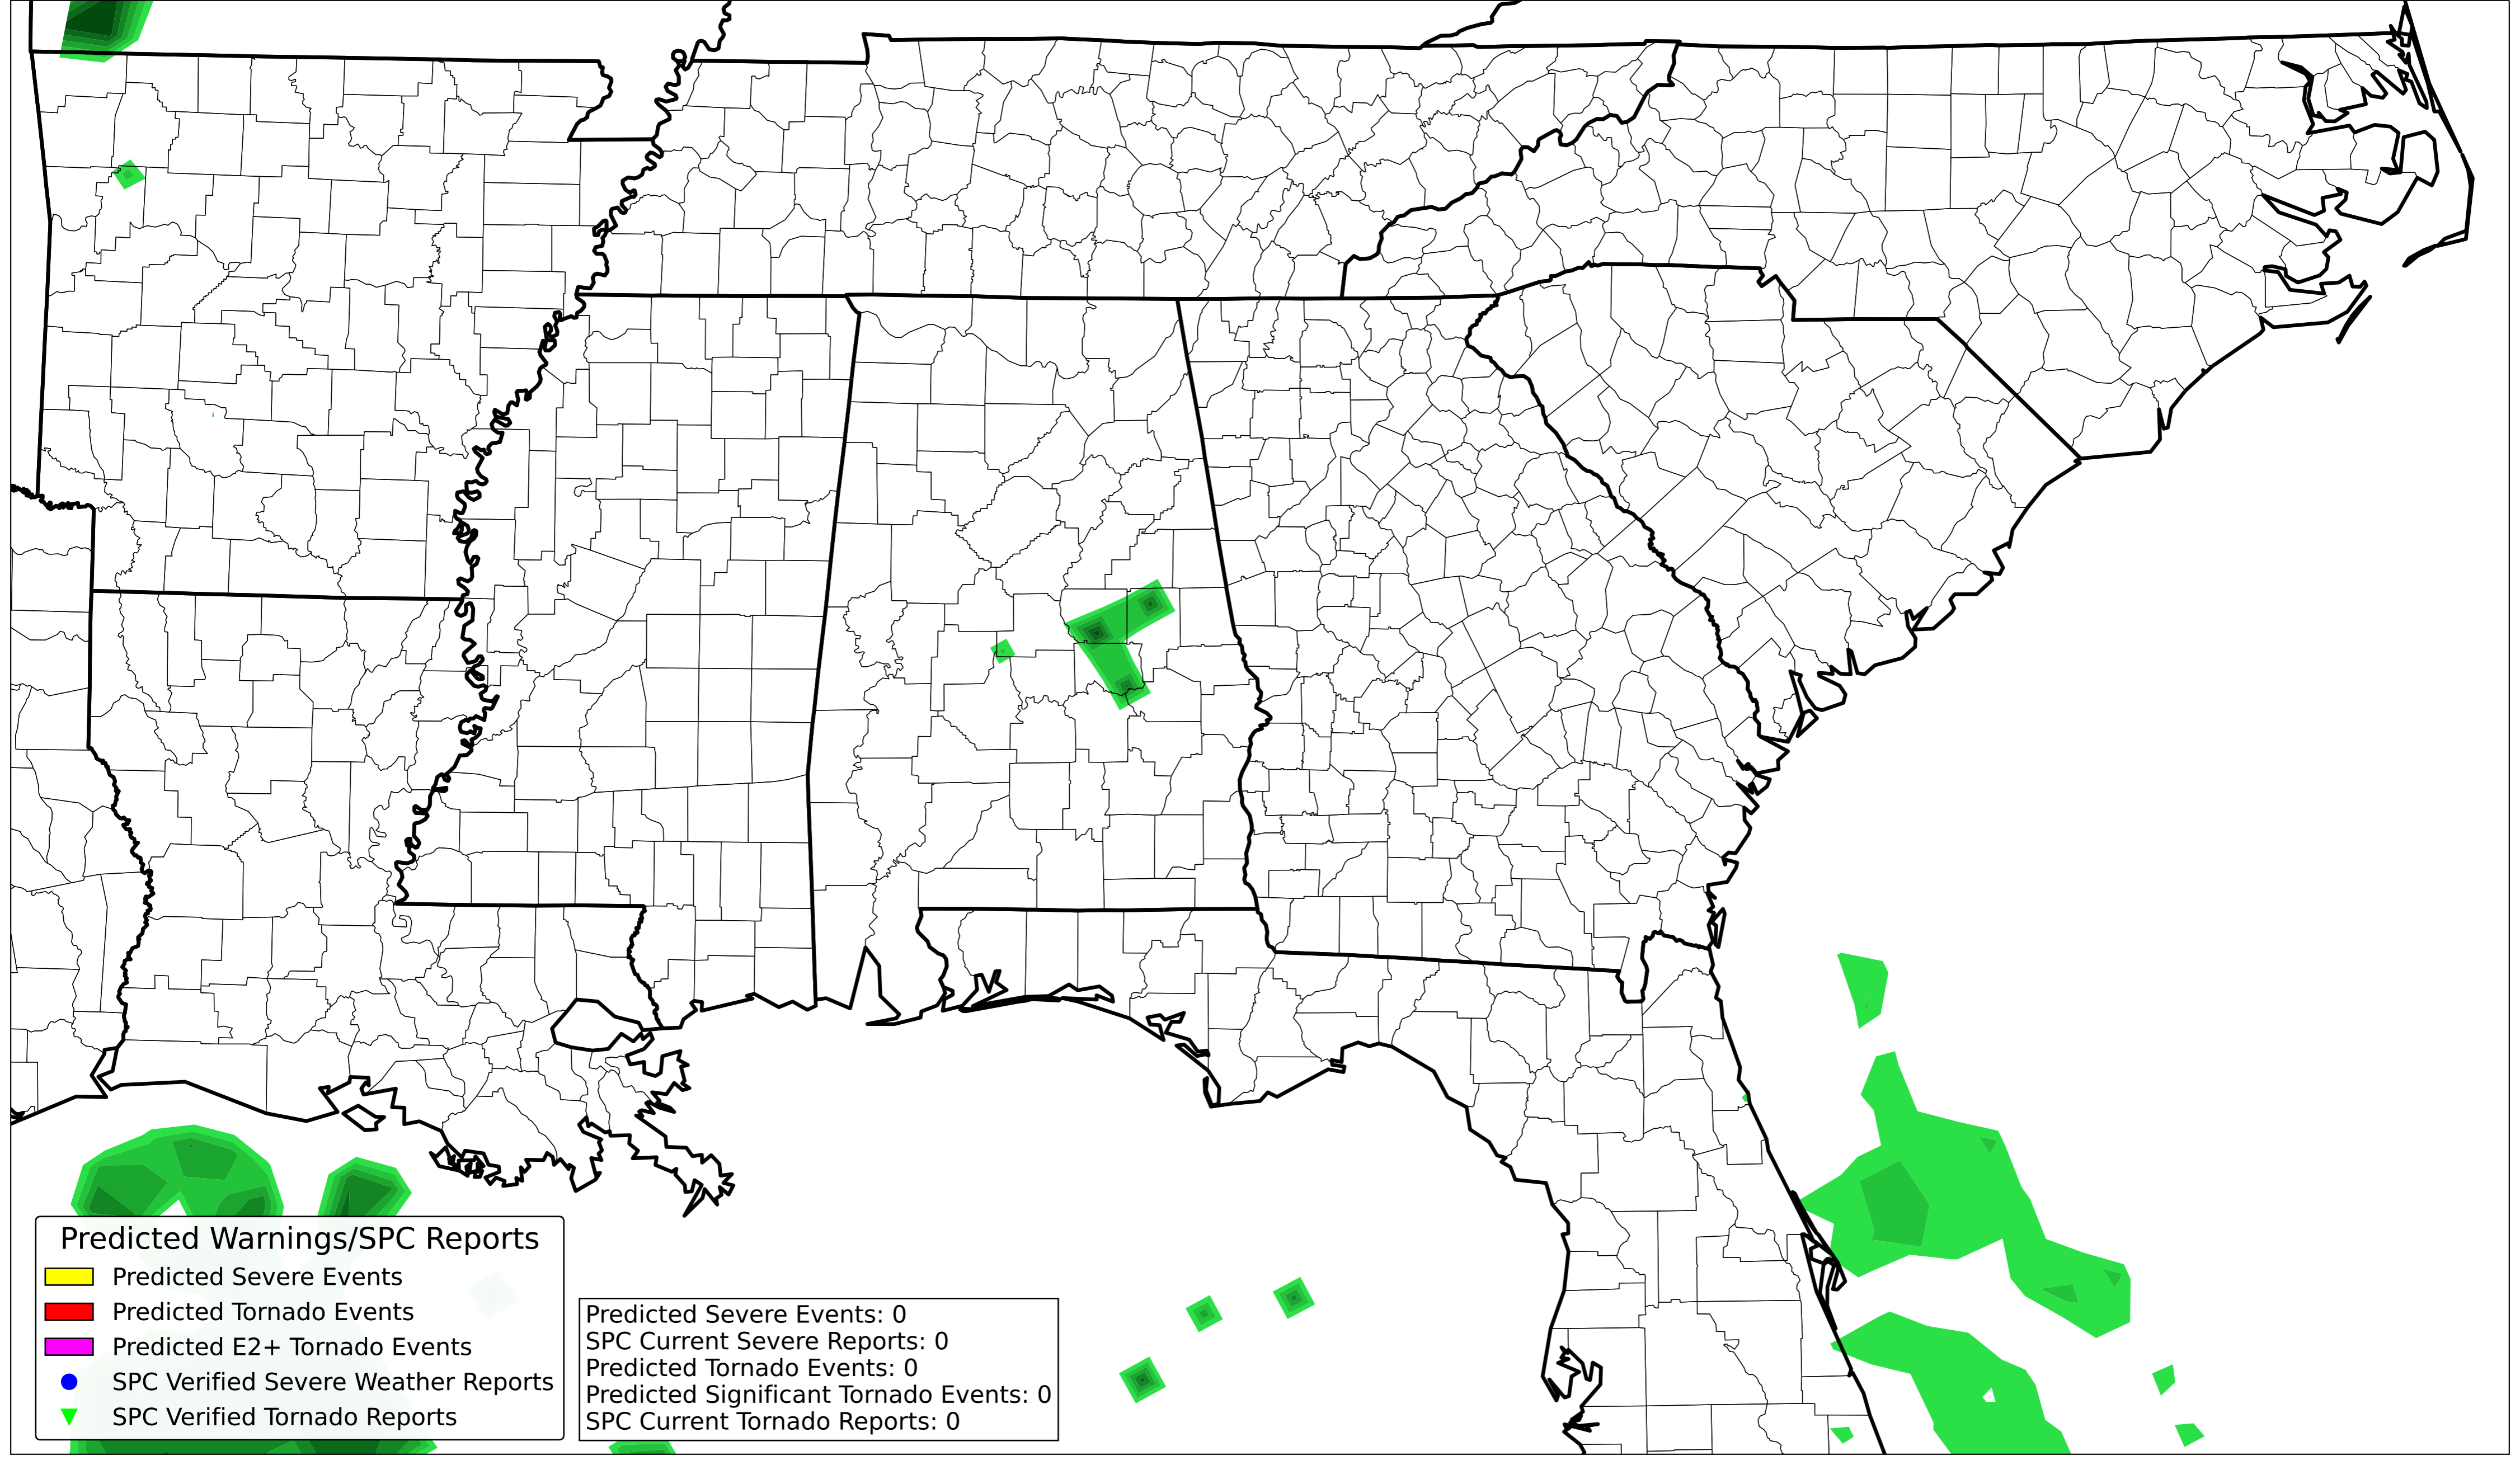 Predicted Warnings/SPC Reports
Predicted Severe Events
Predicted Tornado Events
Predicted E2+ Tornado Events
SPC Verified Severe Weather Reports
SPC Verified Tornado Reports
Predicted Severe Events: 0
SPC Current Severe Reports: 0
Predicted Tornado Events: 0
Predicted Significant Tornado Events: 0
SPC Current Tornado Reports: 0